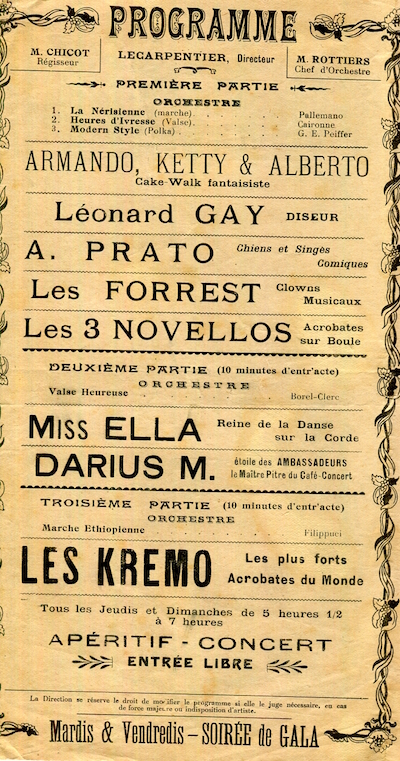 PROGRAMME
M. CHICOT
Régisseur
LECARPENTIER, Directeur
M. ROTTIERS
Chef d'Orchestre
PREMIÈRE PARTIE
ORCHESTRE
1. La Nérisienne (marche). . . . . . . Pallemano
2. Heures d'Ivresse (Valse). . . . . . . Caironne
3. Modern Style (Polka) . . . . . . . G. E. Peiffer
ARMANDO, KETTY & ALBERTO
Cake-Walk fantaisiste
Léonard GAY DISEUR
A. PRATO Chiens et Singes
Comiques
Les FORREST Clowns
Musicaux
Les 3 NOVELLOS Acrobates
sur Boule
DEUXIÈME PARTIE (10 minutes d'entr'acte)
ORCHESTRE
Valse Heureuse . . . . . . . Borel-Clerc
MISS ELLA Reine de la Danse
sur la Corde
DARIUS M. étoile des AMBASSADEURS
le Maître Pitre du Café-Concert
TROISIÈME PARTIE (10 minutes d'entr'acte)
ORCHESTRE
Marche Ethiopienne . . . . . . . Filippuci
LES KREMO Les plus forts
Acrobates du Monde
Tous les Jeudis et Dimanches de 5 heures 1/2
à 7 heures
APÉRITIF - CONCERT
ENTRÉE LIBRE
La Direction se réserve le droit de modifier le programme si elle le juge nécessaire, en cas
de force majeure ou indisposition d'artiste.
Mardis & Vendredis - SOIRÉE de GALA